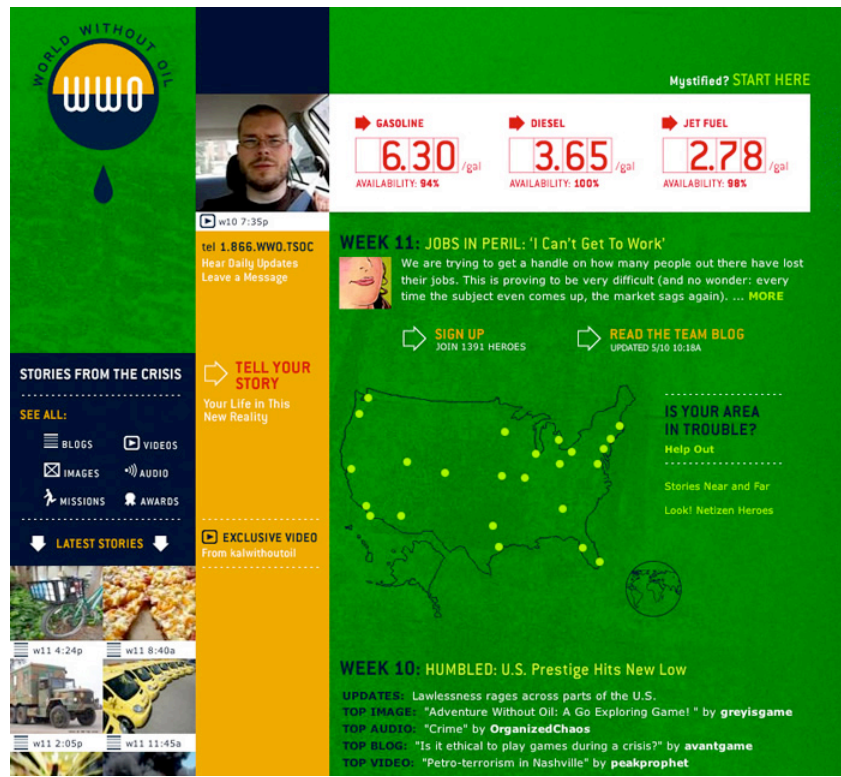 WORLD WITHOUT OIL
WWO
Mystified? START HERE
GASOLINE
6.30 /gal
AVAILABILITY: 94%
DIESEL
3.65 /gal
AVAILABILITY: 100%
JET FUEL
2.78 /gal
AVAILABILITY: 98%
w10 7:35p
tel 1.866.WWO.TSOC
Hear Daily Updates
Leave a Message
WEEK 11: JOBS IN PERIL: ‘I Can’t Get To Work’
We are trying to get a handle on how many people out there have lost
their jobs. This is proving to be very difficult (and no wonder: every
time the subject even comes up, the market sags again). ... MORE
SIGN UP
JOIN 1391 HEROES
READ THE TEAM BLOG
UPDATED 5/10 10:18A
STORIES FROM THE CRISIS
SEE ALL:
BLOGS
VIDEOS
IMAGES
AUDIO
MISSIONS
AWARDS
LATEST STORIES
w11 4:24p
w11 8:40a
w11 2:05p
w11 11:45a
TELL YOUR
STORY
Your Life in This
New Reality
EXCLUSIVE VIDEO
From kalwithoutoil
IS YOUR AREA
IN TROUBLE?
Help Out
Stories Near and Far
Look! Netizen Heroes
WEEK 10: HUMBLED: U.S. Prestige Hits New Low
UPDATES: Lawlessness rages across parts of the U.S.
TOP IMAGE: "Adventure Without Oil: A Go Exploring Game! " by greyisgame
TOP AUDIO: "Crime" by OrganizedChaos
TOP BLOG: "Is it ethical to play games during a crisis?" by avantgame
TOP VIDEO: "Petro-terrorism in Nashville" by peakprophet